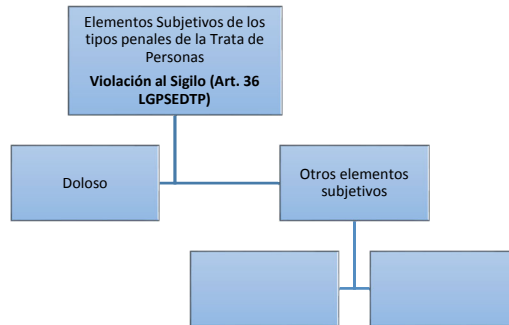 Elementos Subjetivos de los
tipos penales de la Trata de
Personas
Violación al Sigilo (Art. 36
LGPSEDTP)
Doloso
Otros elementos
subjetivos